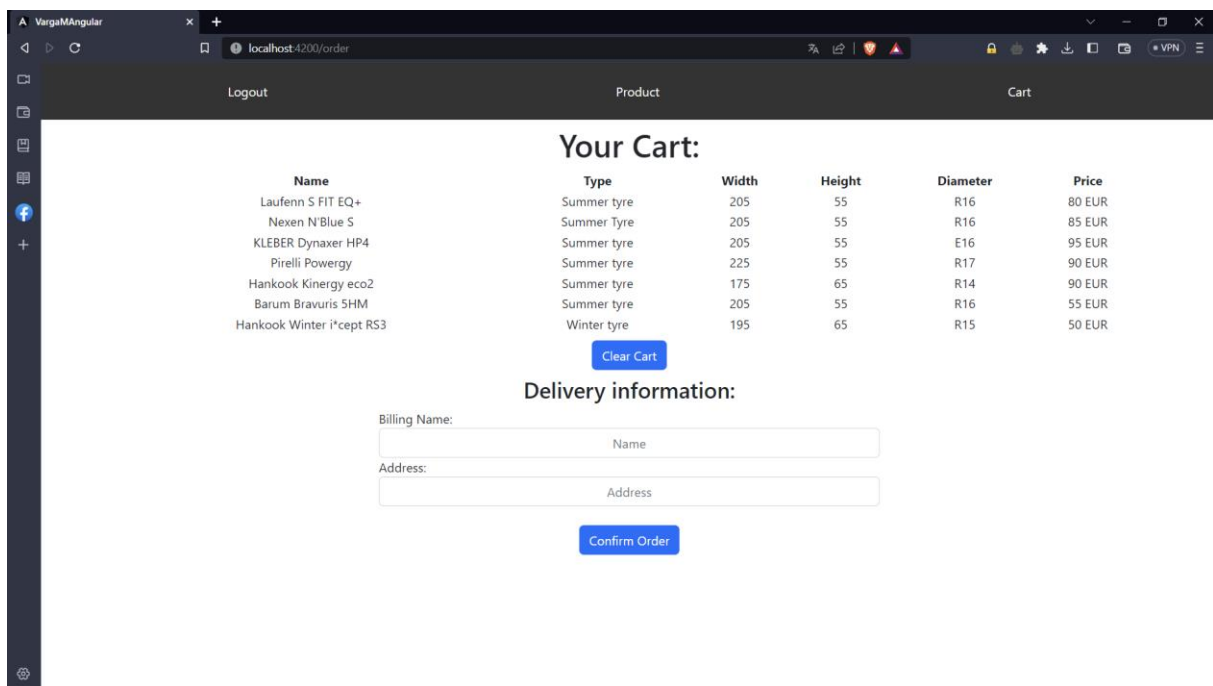 VargaMAngular
localhost:4200/order
VPN
Logout Product Cart
Your Cart:
Name Type Width Height Diameter Price
Laufenn S FIT EQ+ Summer tyre 205 55 R16 80 EUR
Nexen N'Blue S Summer Tyre 205 55 R16 85 EUR
KLEBER Dynaxer HP4 Summer tyre 205 55 E16 95 EUR
Pirelli Powergy Summer tyre 225 55 R17 90 EUR
Hankook Kinergy eco2 Summer tyre 175 65 R14 90 EUR
Barum Bravuris 5HM Summer tyre 205 55 R16 55 EUR
Hankook Winter i*cept RS3 Winter tyre 195 65 R15 50 EUR
Clear Cart
Delivery information:
Billing Name:
Name
Address:
Address
Confirm Order